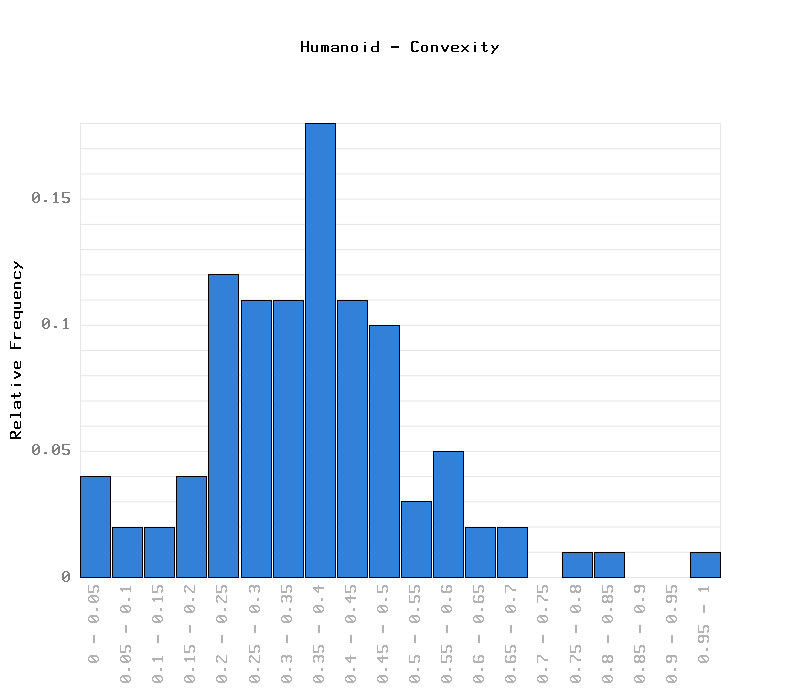 Humanoid - Convexity
Relative Frequency
0.15
0.1
0.05
0
0 - 0.05
0.05 - 0.1
0.1 - 0.15
0.15 - 0.2
0.2 - 0.25
0.25 - 0.3
0.3 - 0.35
0.35 - 0.4
0.4 - 0.45
0.45 - 0.5
0.5 - 0.55
0.55 - 0.6
0.6 - 0.65
0.65 - 0.7
0.7 - 0.75
0.75 - 0.8
0.8 - 0.85
0.85 - 0.9
0.9 - 0.95
0.95 - 1